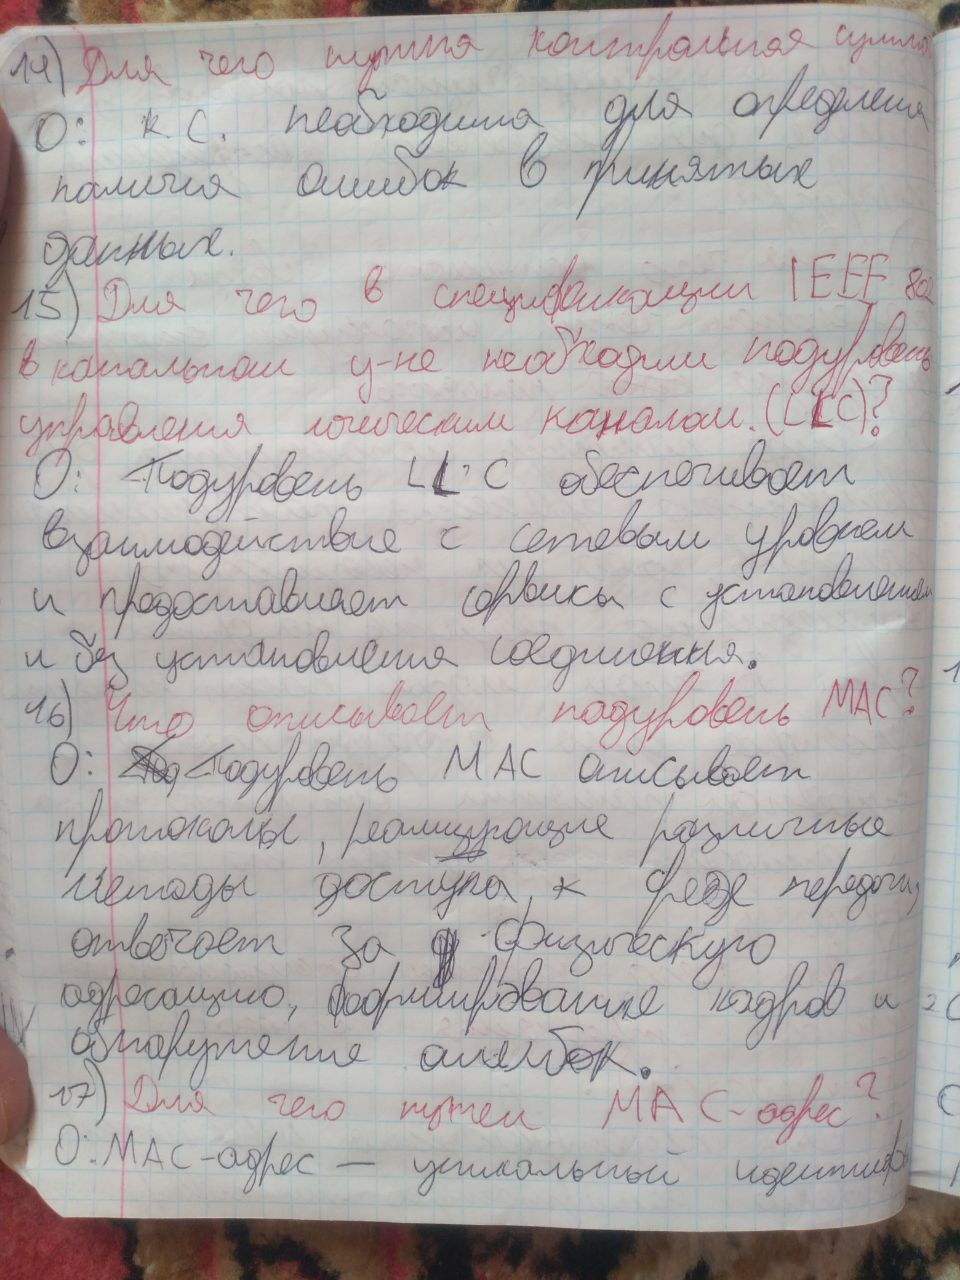 14) Для чего нужна контрольная сумма
О: К.С. необходима для определения
наличия ошибок в принятых
данных.
15) Для чего в спецификации IEEE 802
в канальном у-не необходим подуровень
управления логическим каналом. (LLC)?
О: Подуровень LLC обеспечивает
взаимодействие с сетевым уровнем
и предоставляет сервисы с установлением
и без установления соединения.
16) Что описывает подуровень MAC?
О: Подуровень MAC описывает
протоколы, реализующие различные
методы доступа к среде передачи,
отвечает за физическую
адресацию, формирование кадров и
обнаружение ошибок.
17) Для чего нужен MAC-адрес?
О: MAC-адрес — уникальный идентиф